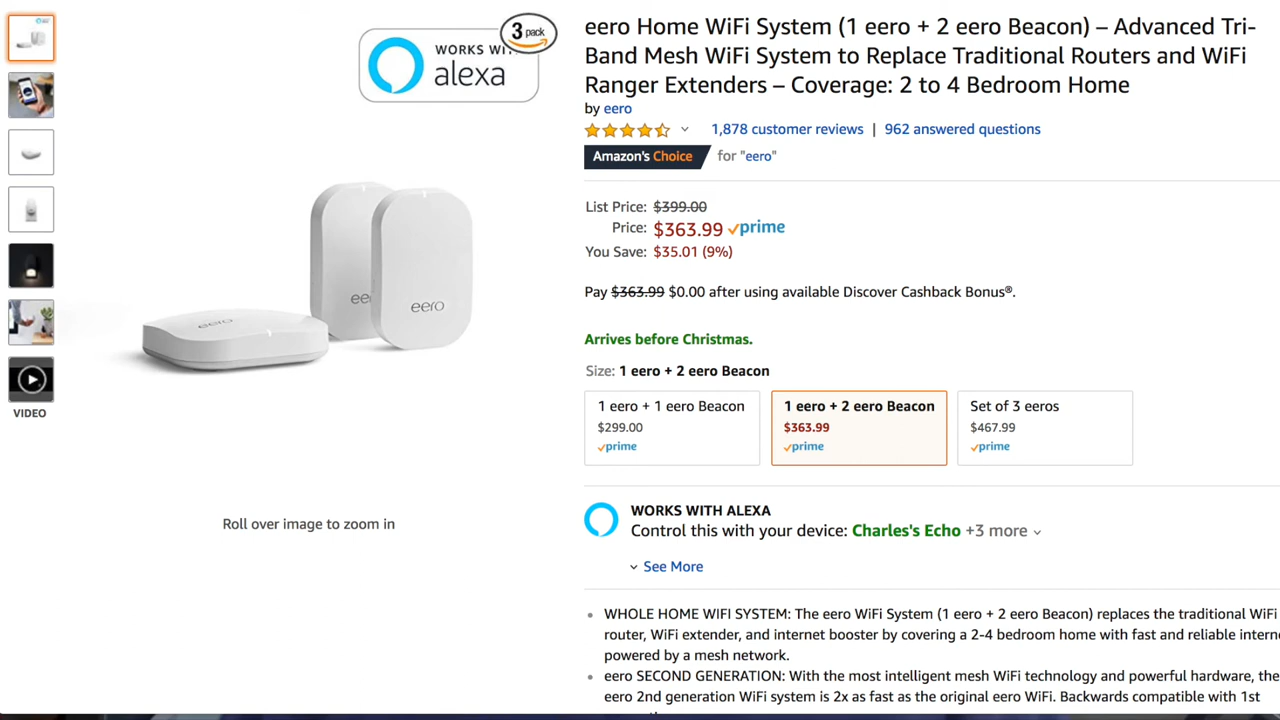 3 pack
WORKS WI
alexa
eero
eero
eero
VIDEO
Roll over image to zoom in
eero Home WiFi System (1 eero + 2 eero Beacon) – Advanced Tri-
Band Mesh WiFi System to Replace Traditional Routers and WiFi
Ranger Extenders – Coverage: 2 to 4 Bedroom Home
by eero
1,878 customer reviews | 962 answered questions
Amazon's Choice for "eero"
List Price: $399.00
Price: $363.99 prime
You Save: $35.01 (9%)
Pay $363.99 $0.00 after using available Discover Cashback Bonus®.
Arrives before Christmas.
Size: 1 eero + 2 eero Beacon
1 eero + 1 eero Beacon
$299.00
prime
1 eero + 2 eero Beacon
$363.99
prime
Set of 3 eeros
$467.99
prime
WORKS WITH ALEXA
Control this with your device: Charles's Echo +3 more
See More
WHOLE HOME WIFI SYSTEM: The eero WiFi System (1 eero + 2 eero Beacon) replaces the traditional WiFi
router, WiFi extender, and internet booster by covering a 2-4 bedroom home with fast and reliable interne
powered by a mesh network.
eero SECOND GENERATION: With the most intelligent mesh WiFi technology and powerful hardware, the
eero 2nd generation WiFi system is 2x as fast as the original eero WiFi. Backwards compatible with 1st